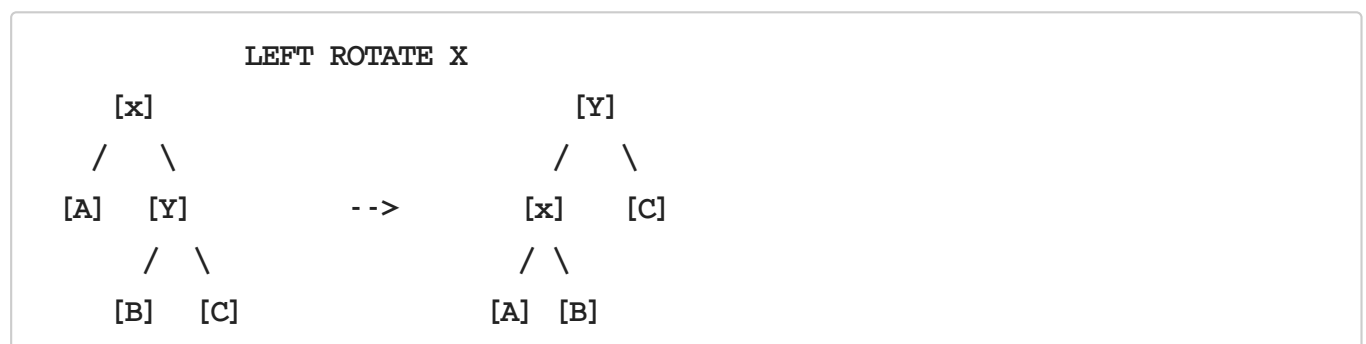 LEFT ROTATE X
[x] [Y]
/ \ / \
[A] [Y] --> [x] [C]
/ \ / \
[B] [C] [A] [B]